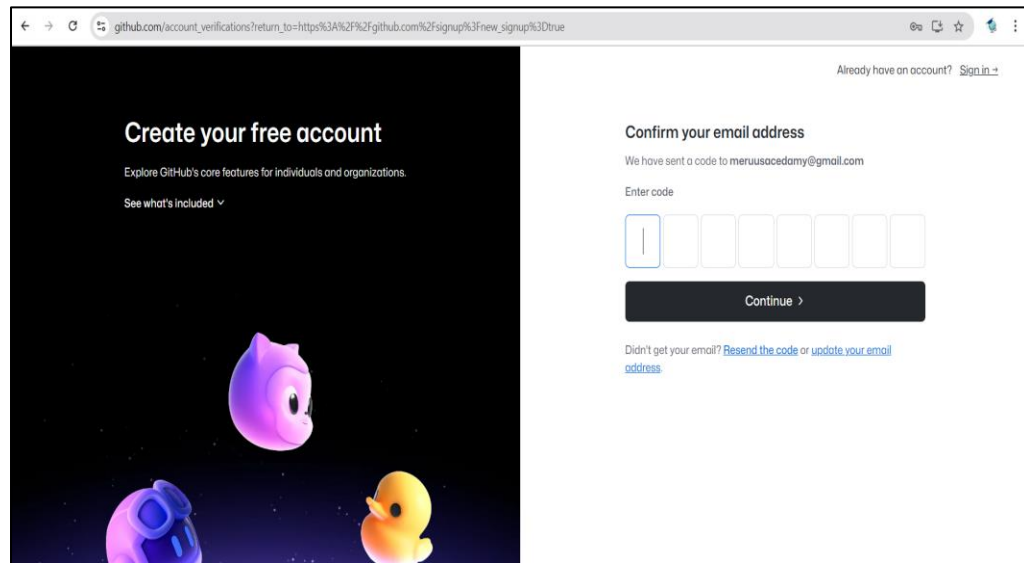 github.com/account_verifications?return_to=https%3A%2F%2Fgithub.com%2Fsignup%3Fnew_signup%3Dtrue
Already have an account? Sign in →
Create your free account
Explore GitHub's core features for individuals and organizations.
See what's included
Confirm your email address
We have sent a code to meruusacedamy@gmail.com
Enter code
Continue >
Didn't get your email? Resend the code or update your email
address.